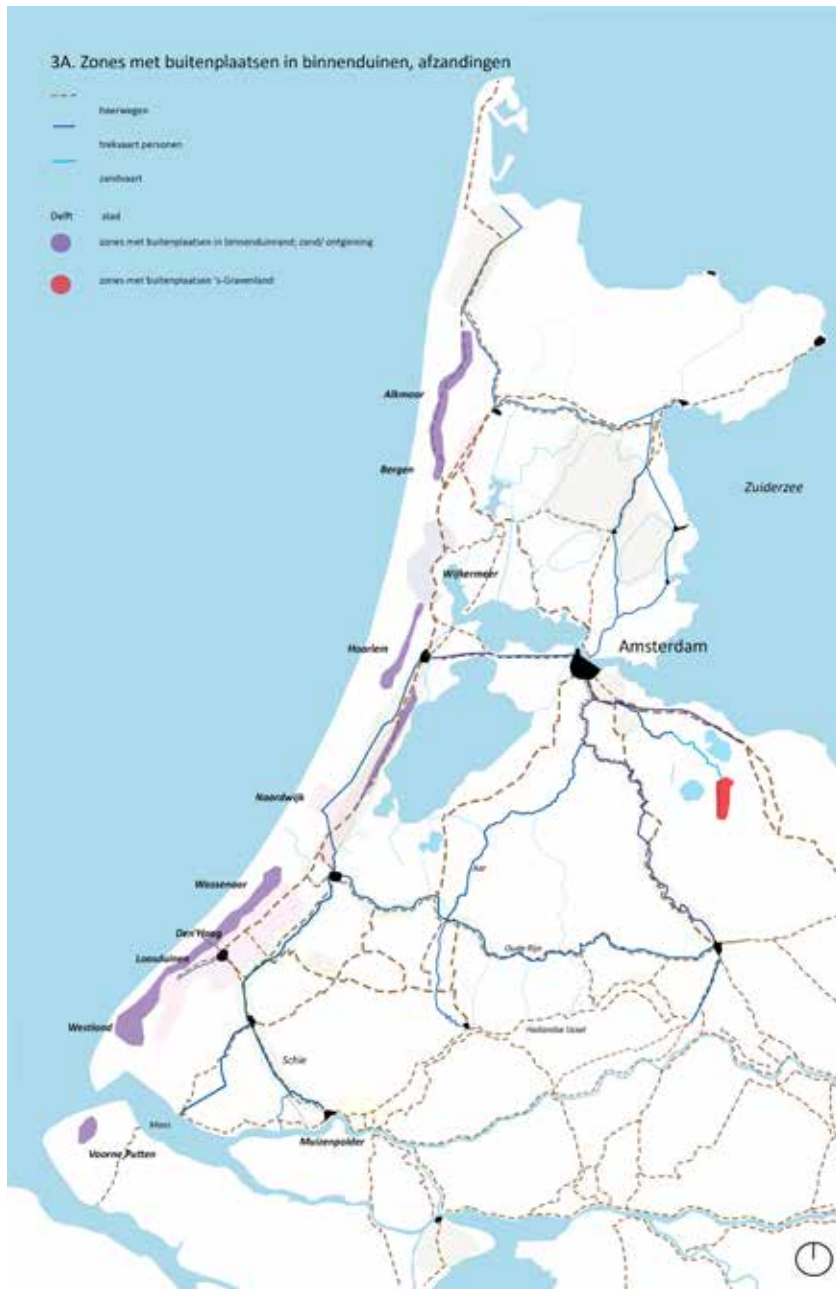 3A. Zones met buitenplaatsen in binnenduinen, afzandingen
heerwegen
trekvaart personen
zandvaart
Delft stad
zones met buitenplaatsen in binnenduinrand; zand/ ontginning
zones met buitenplaatsen 's-Graveland
Alkmaar
Bergen
Zuiderzee
Wijkermeer
Haarlem
Amsterdam
Noordwijk
Aar
Wassenaar
Den Haag
Oude Rijn
Loosduinen
Westland
Hollandse IJssel
Schie
Maas
Muizenpolder
Voorne Putten